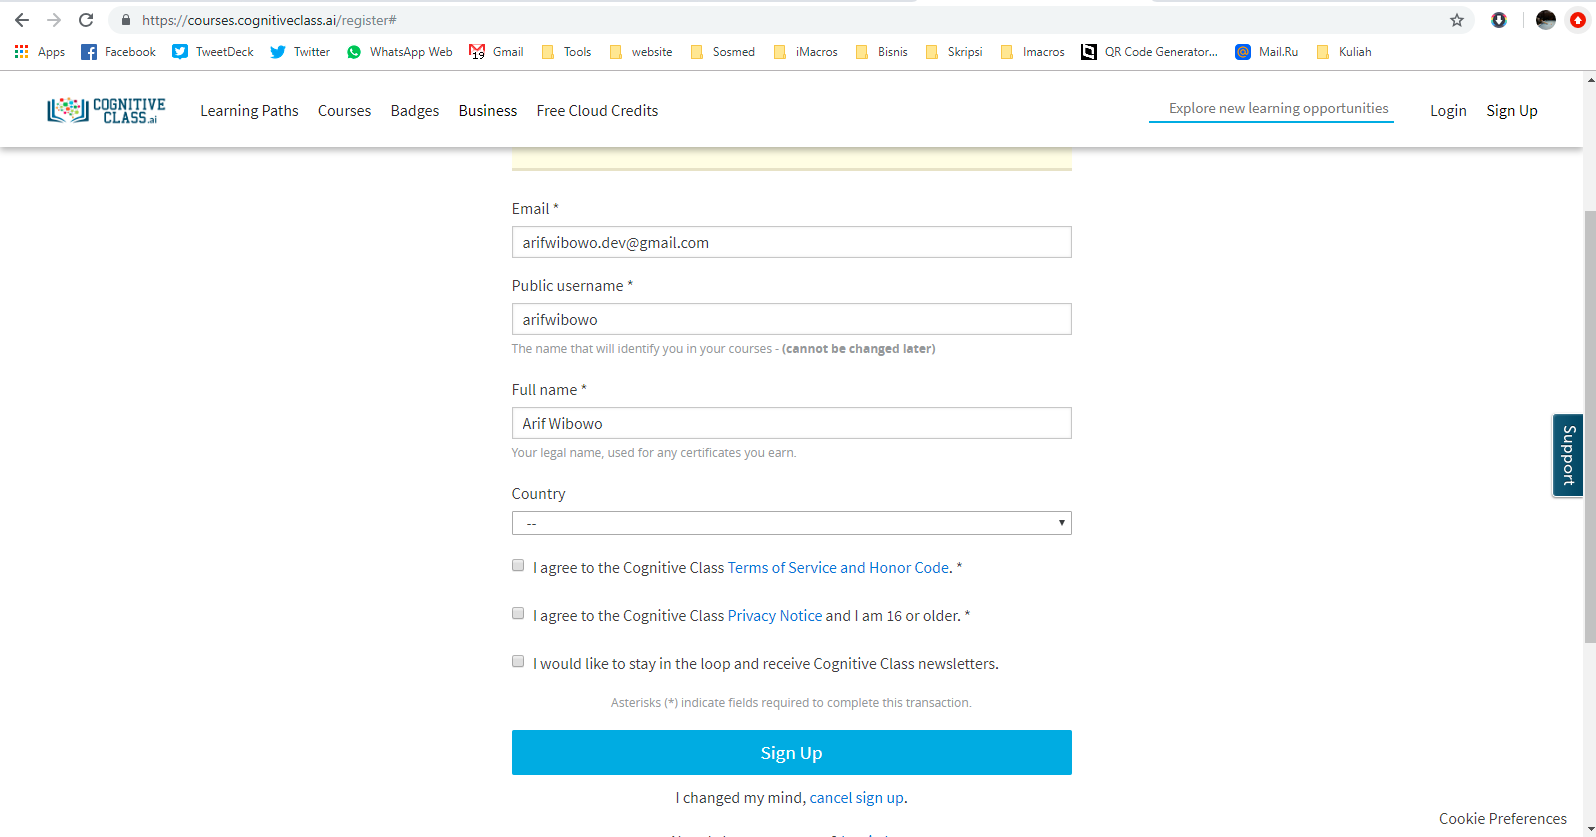 https://courses.cognitiveclass.ai/register#
Apps Facebook TweetDeck Twitter WhatsApp Web 19 Gmail Tools website Sosmed iMacros Bisnis Skripsi Imacros QR Code Generator... Mail.Ru Kuliah
COGNITIVE
CLASS.ai
Learning Paths Courses Badges Business Free Cloud Credits Explore new learning opportunities Login Sign Up
Email *
arifwibowo.dev@gmail.com
Public username *
arifwibowo
The name that will identify you in your courses - (cannot be changed later)
Full name *
Arif Wibowo
Your legal name, used for any certificates you earn.
Support
Country
--
I agree to the Cognitive Class Terms of Service and Honor Code. *
I agree to the Cognitive Class Privacy Notice and I am 16 or older. *
I would like to stay in the loop and receive Cognitive Class newsletters.
Asterisks (*) indicate fields required to complete this transaction.
Sign Up
I changed my mind, cancel sign up.
Cookie Preferences